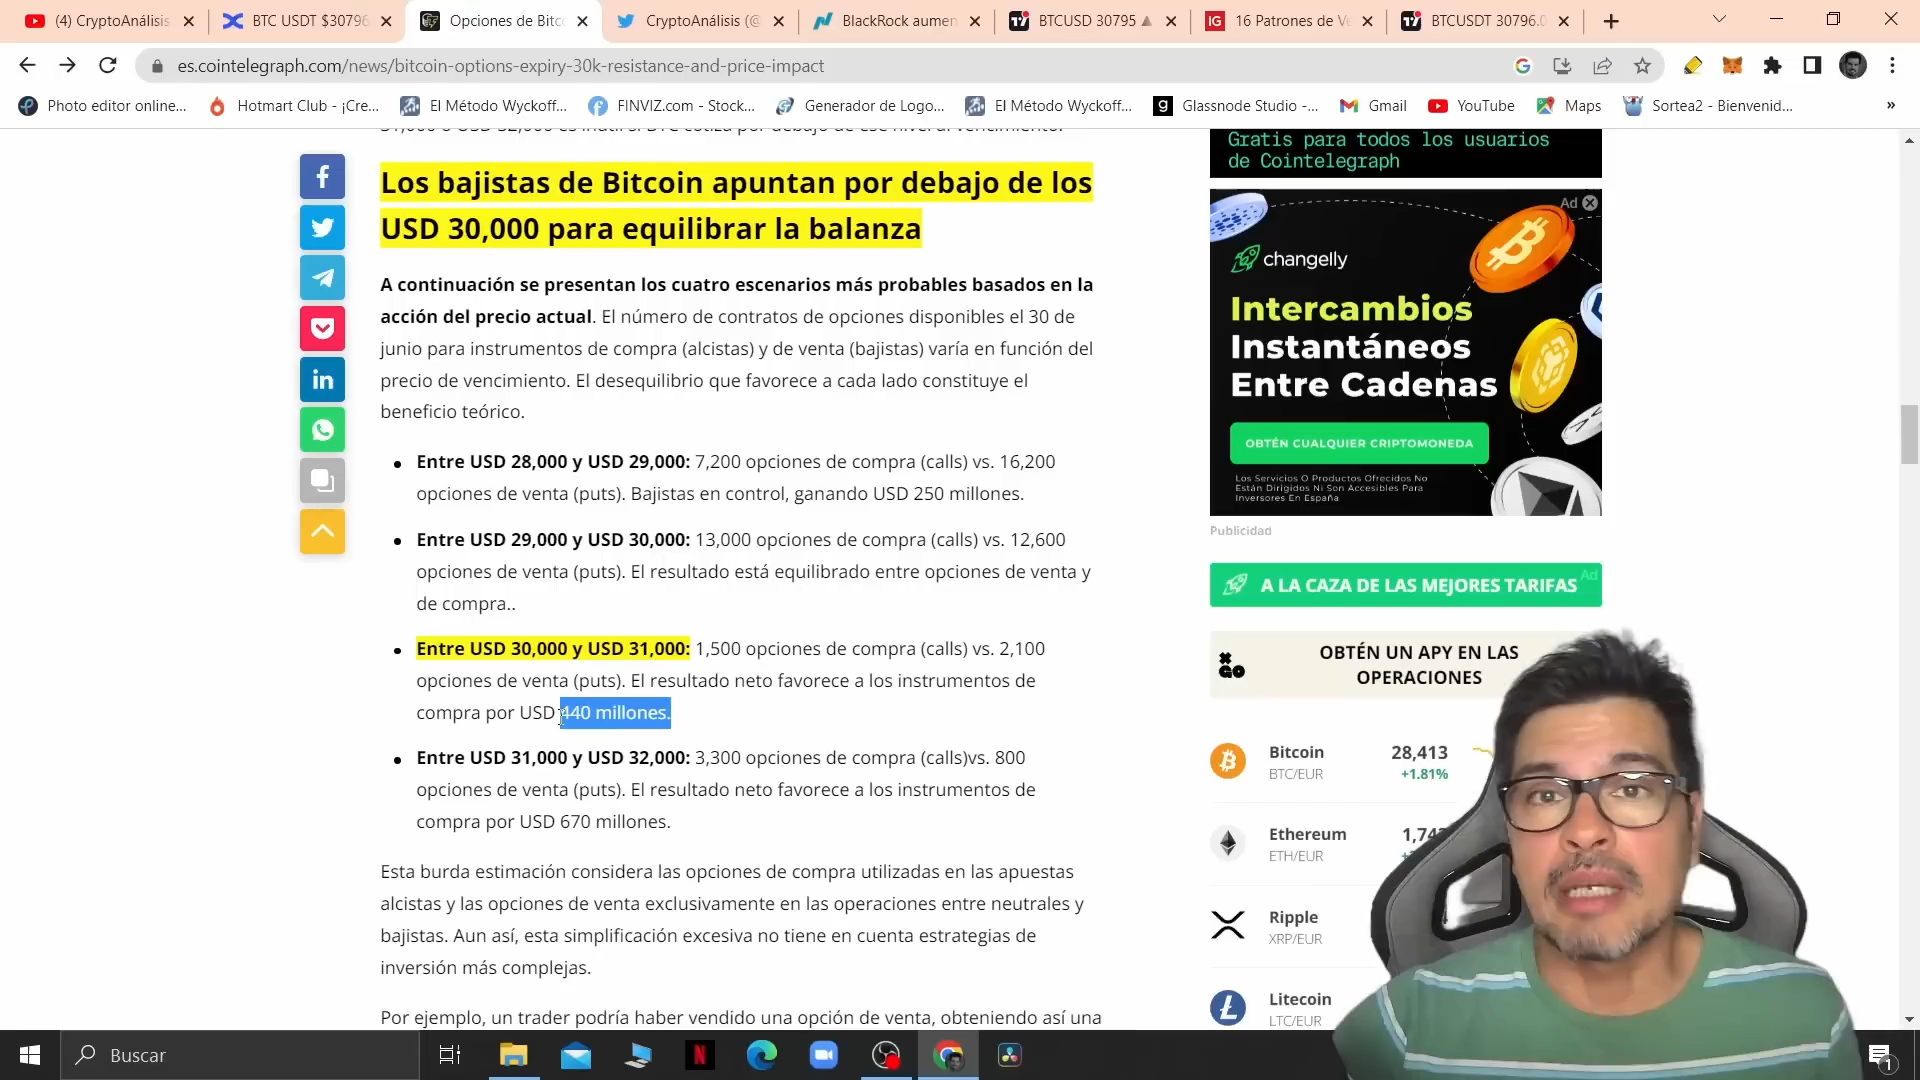 (4) CryptoAnálisis
BTC USDT $30796
Opciones de Bitc
CryptoAnálisis (@
BlackRock aumen
BTCUSD 30795
16 Patrones de Ve
BTCUSDT 30796.0
es.cointelegraph.com/news/bitcoin-options-expiry-30k-resistance-and-price-impact
Photo editor online...
Hotmart Club - ¡Cre...
El Método Wyckoff...
FINVIZ.com - Stock...
Generador de Logo...
El Método Wyckoff...
Glassnode Studio -...
Gmail
YouTube
Maps
Sortea2 - Bienvenid...
»
Los bajistas de Bitcoin apuntan por debajo de los
USD 30,000 para equilibrar la balanza
A continuación se presentan los cuatro escenarios más probables basados en la
acción del precio actual. El número de contratos de opciones disponibles el 30 de
junio para instrumentos de compra (alcistas) y de venta (bajistas) varía en función del
precio de vencimiento. El desequilibrio que favorece a cada lado constituye el
beneficio teórico.
Entre USD 28,000 y USD 29,000: 7,200 opciones de compra (calls) vs. 16,200
opciones de venta (puts). Bajistas en control, ganando USD 250 millones.
Entre USD 29,000 y USD 30,000: 13,000 opciones de compra (calls) vs. 12,600
opciones de venta (puts). El resultado está equilibrado entre opciones de venta y
de compra..
Entre USD 30,000 y USD 31,000: 1,500 opciones de compra (calls) vs. 2,100
opciones de venta (puts). El resultado neto favorece a los instrumentos de
compra por USD 440 millones.
Entre USD 31,000 y USD 32,000: 3,300 opciones de compra (calls)vs. 800
opciones de venta (puts). El resultado neto favorece a los instrumentos de
compra por USD 670 millones.
Esta burda estimación considera las opciones de compra utilizadas en las apuestas
alcistas y las opciones de venta exclusivamente en las operaciones entre neutrales y
bajistas. Aun así, esta simplificación excesiva no tiene en cuenta estrategias de
inversión más complejas.
Por ejemplo, un trader podría haber vendido una opción de venta, obteniendo así una
Gratis para todos los usuarios
de Cointelegraph
Ad
changelly
Intercambios
Instantáneos
Entre Cadenas
OBTÉN CUALQUIER CRIPTOMONEDA
Los Servicios O Productos Ofrecidos No
Están Dirigidos Ni Son Accesibles Para
Inversores En España
Publicidad
A LA CAZA DE LAS MEJORES TARIFAS
Ad
OBTÉN UN APY EN LAS
OPERACIONES
Bitcoin 28,413
BTC/EUR +1.81%
Ethereum
ETH/EUR
Ripple
XRP/EUR
Litecoin
LTC/EUR
Buscar
1